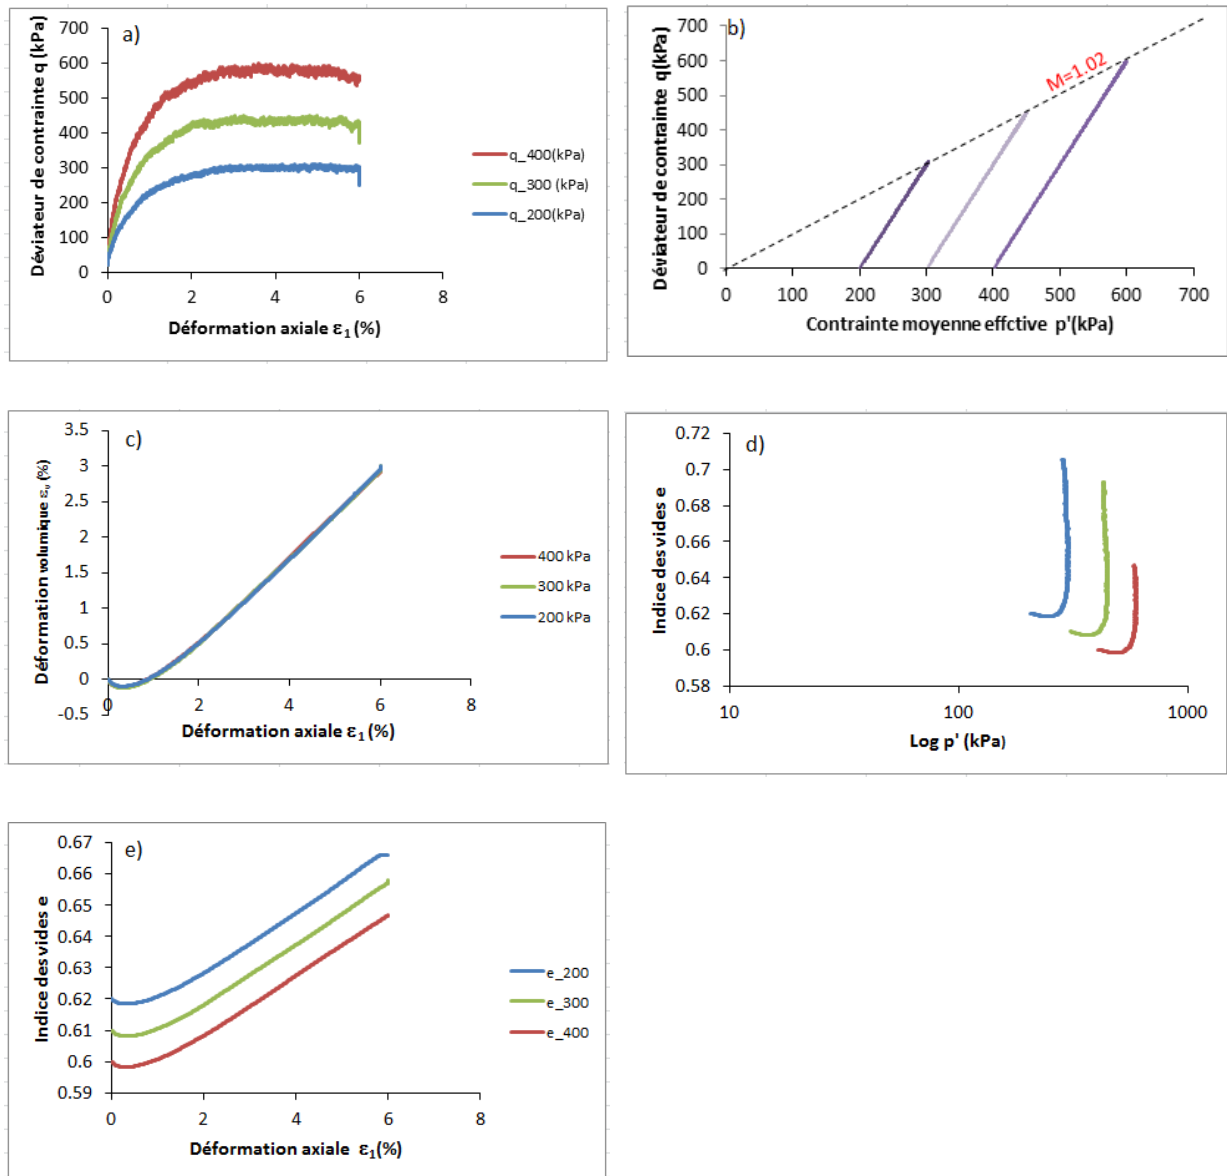 a)
Déviateur de contrainte q (kPa)
700
600
500
400
300
200
100
0
0 2 4 6 8
Déformation axiale ε1 (%)
q_400(kPa)
q_300 (kPa)
q_200(kPa)
b)
Déviateur de contrainte q(kPa)
700
600
500
400
300
200
100
0
M=1.02
0 100 200 300 400 500 600 700
Contrainte moyenne effctive p'(kPa)
c)
Déformation volumique εv (%)
3.5
3
2.5
2
1.5
1
0.5
0
-0.5
0 2 4 6 8
Déformation axiale ε1 (%)
400 kPa
300 kPa
200 kPa
d)
Indice des vides e
0.72
0.7
0.68
0.66
0.64
0.62
0.6
0.58
10 100 1000
Log p' (kPa)
e)
Indice des vides e
0.67
0.66
0.65
0.64
0.63
0.62
0.61
0.6
0.59
0 2 4 6 8
Déformation axiale ε1(%)
e_200
e_300
e_400